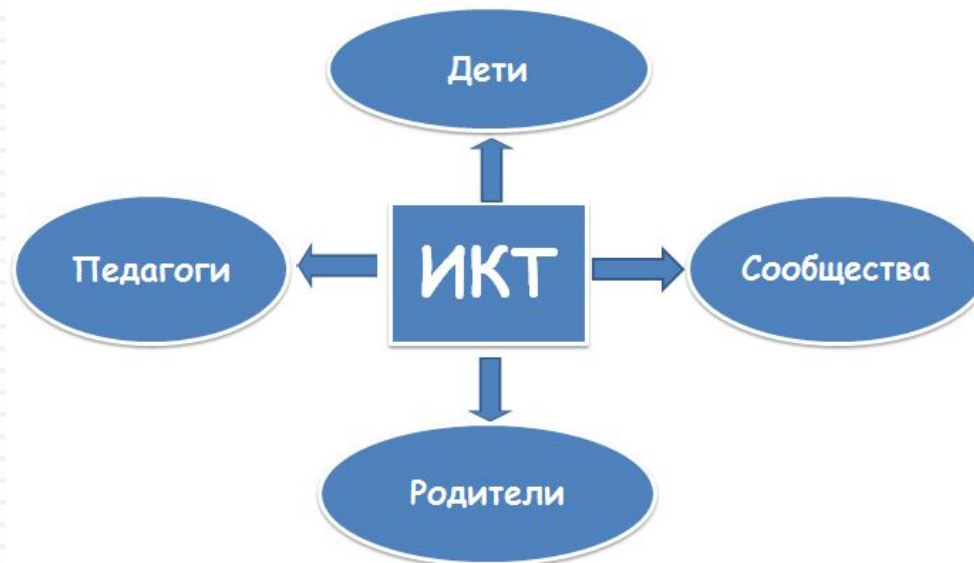 Дети
Педагоги
ИКТ
Сообщества
Родители